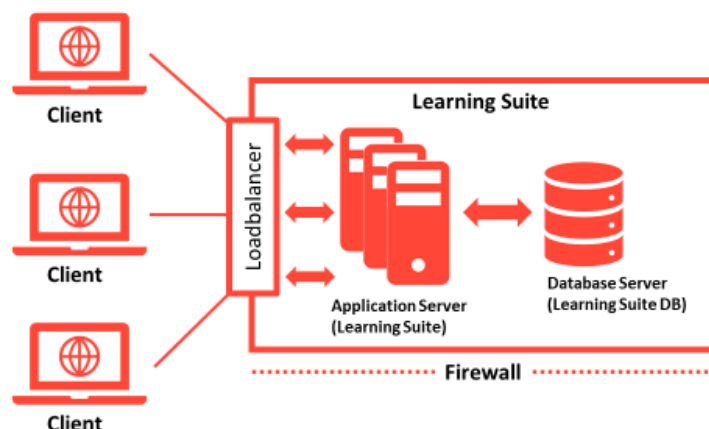 Client
Client
Client
Loadbalancer
Learning Suite
Application Server
(Learning Suite)
Database Server
(Learning Suite DB)
Firewall